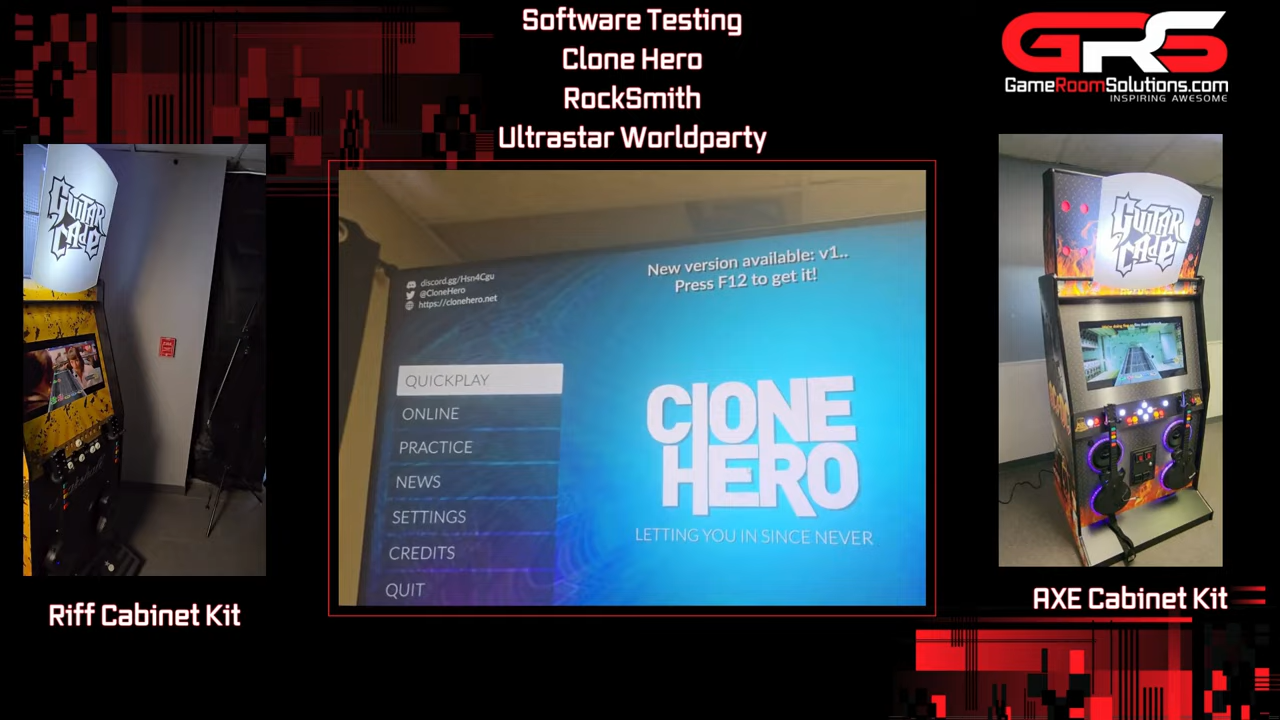 Software Testing
Clone Hero
RockSmith
Ultrastar Worldparty
GRS
GameRoomSolutions.com
INSPIRING AWESOME
GUITAR
CADE
discord.gg/Hsn4Cgu
@CloneHero
https://clonehero.net
New version available: v1..
Press F12 to get it!
QUICKPLAY
ONLINE
PRACTICE
NEWS
SETTINGS
CREDITS
QUIT
CLONE
HERO
LETTING YOU IN SINCE NEVER
GUITAR
CADE
Riff Cabinet Kit
AXE Cabinet Kit